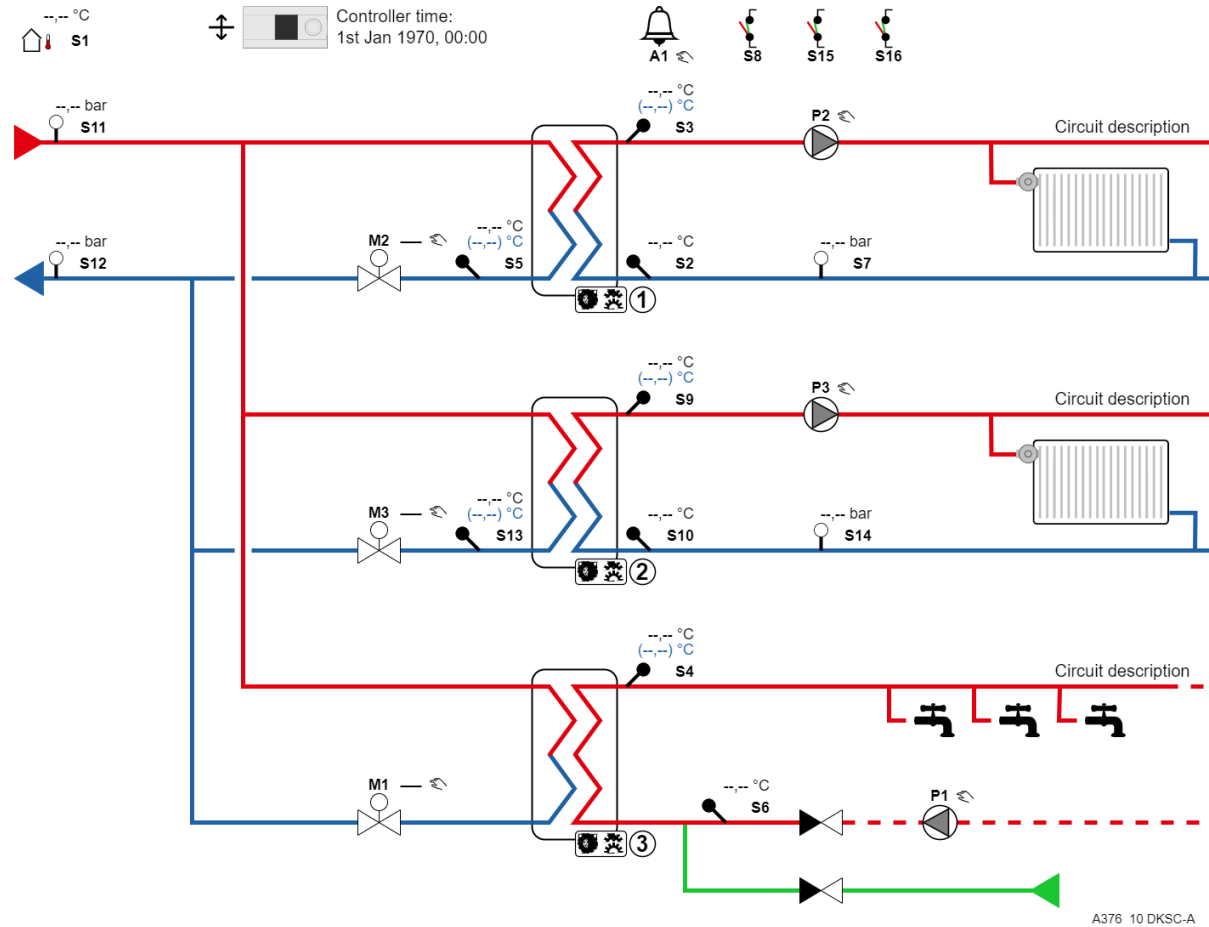 --,-- °C
S1
Controller time:
1st Jan 1970, 00:00
A1
S8
S15
S16
--,-- bar
S11
--,-- °C
(--,--) °C
S3
P2
Circuit description
--,-- bar
S12
M2 —
--,-- °C
(--,--) °C
S5
--,-- °C
S2
--,-- bar
S7
1
--,-- °C
(--,--) °C
S9
P3
Circuit description
M3 —
--,-- °C
(--,--) °C
S13
--,-- °C
S10
--,-- bar
S14
2
--,-- °C
(--,--) °C
S4
Circuit description
M1 —
--,-- °C
S6
P1
3
A376 10 DKSC-A